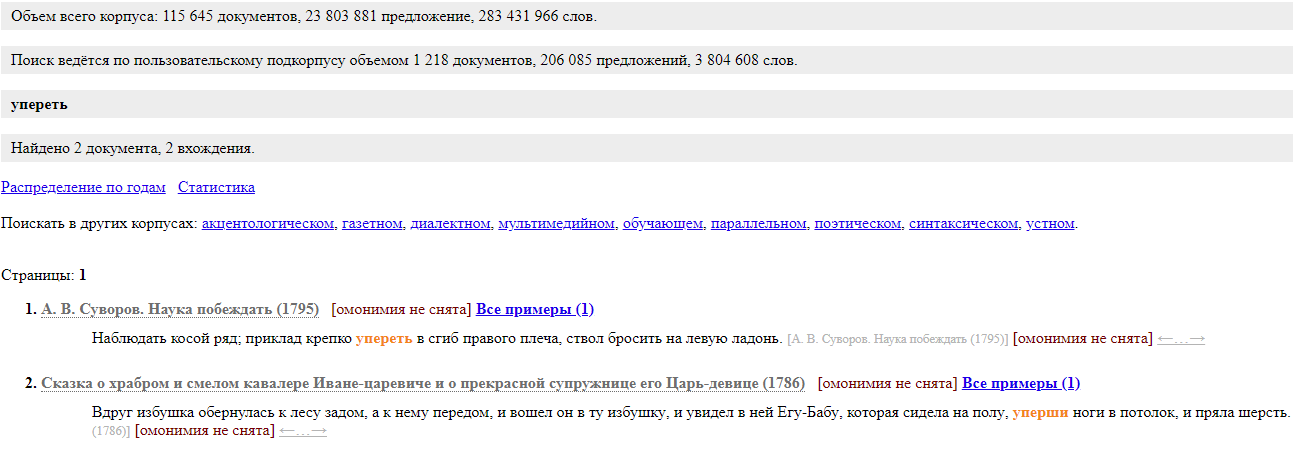 Объем всего корпуса: 115 645 документов, 23 803 881 предложение, 283 431 966 слов.
Поиск ведётся по пользовательскому подкорпусу объемом 1 218 документов, 206 085 предложений, 3 804 608 слов.
упереть
Найдено 2 документа, 2 вхождения.
Распределение по годам Статистика
Поискать в других корпусах: акцентологическом, газетном, диалектном, мультимедийном, обучающем, параллельном, поэтическом, синтаксическом, устном.
Страницы: 1
1. А. В. Суворов. Наука побеждать (1795) [омонимия не снята] Все примеры (1)
Наблюдать косой ряд; приклад крепко упереть в сгиб правого плеча, ствол бросить на левую ладонь. [А. В. Суворов. Наука побеждать (1795)] [омонимия не снята] ←…→
2. Сказка о храбром и смелом кавалере Иване-царевиче и о прекрасной супружнице его Царь-девице (1786) [омонимия не снята] Все примеры (1)
Вдруг избушка обернулась к лесу задом, а к нему передом, и вошел он в ту избушку, и увидел в ней Егу-Бабу, которая сидела на полу, уперши ноги в потолок, и пряла шерсть.
(1786)] [омонимия не снята] ←…→